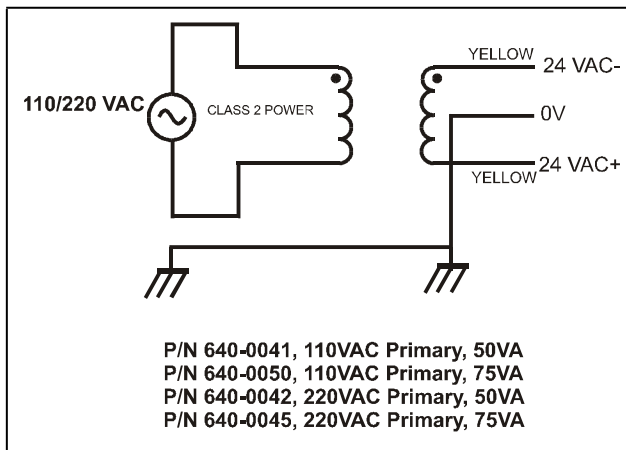 YELLOW
24 VAC-
110/220 VAC
CLASS 2 POWER
0V
24 VAC+
YELLOW
P/N 640-0041, 110VAC Primary, 50VA
P/N 640-0050, 110VAC Primary, 75VA
P/N 640-0042, 220VAC Primary, 50VA
P/N 640-0045, 220VAC Primary, 75VA